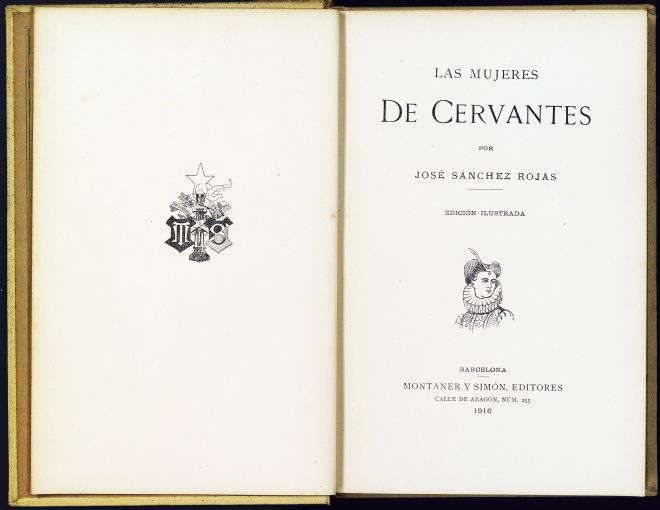 M S
LAS MUJERES
DE CERVANTES
POR
JOSÉ SÁNCHEZ ROJAS
EDICIÓN ILUSTRADA
BARCELONA
MONTANER Y SIMÓN, EDITORES
CALLE DE ARAGÓN, NÚM. 255
1916